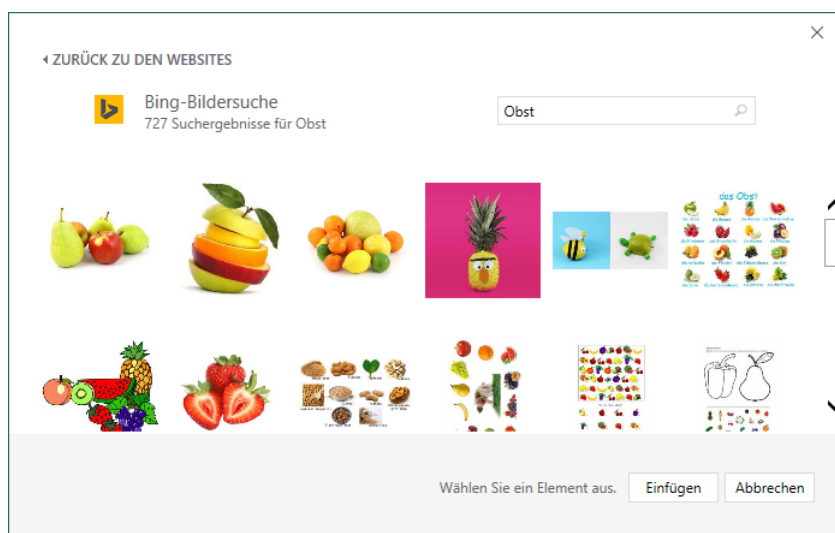 ZURÜCK ZU DEN WEBSITES
Bing-Bildersuche
727 Suchergebnisse für Obst
Obst
das Obst
Wählen Sie ein Element aus.
Einfügen
Abbrechen